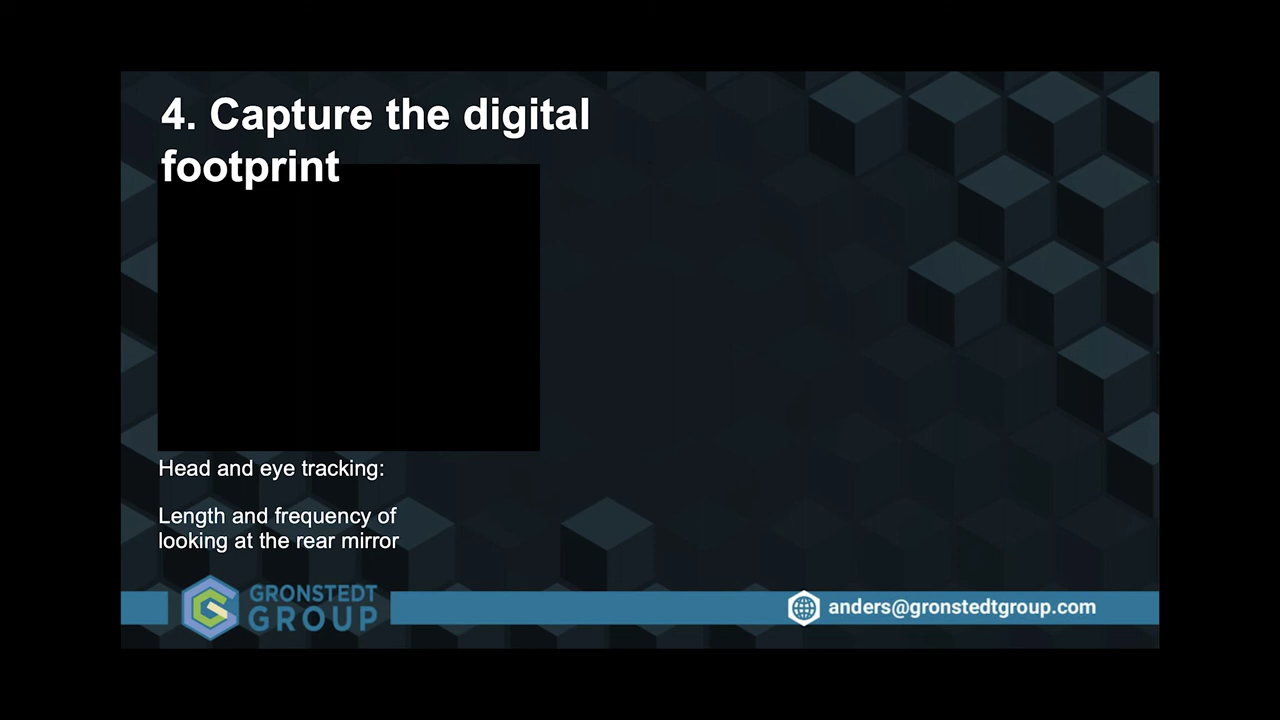 4. Capture the digital
footprint
Head and eye tracking:
Length and frequency of
looking at the rear mirror
GRONSTEDT
GROUP
anders@gronstedtgroup.com